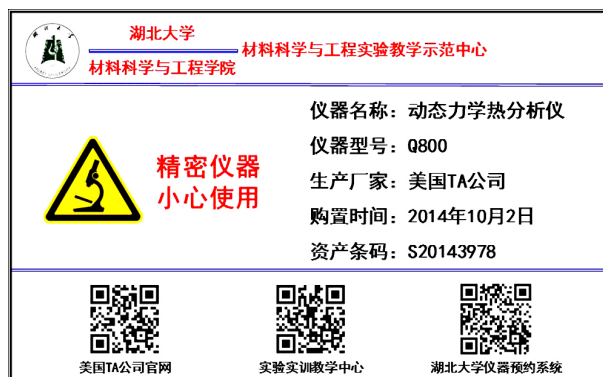 湖北大学
材料科学与工程学院
材料科学与工程实验教学示范中心
精密仪器
小心使用
仪器名称：动态力学热分析仪
仪器型号：Q800
生产厂家：美国TA公司
购置时间：2014年10月2日
资产条码：S20143978
美国TA公司官网
实验实训教学中心
湖北大学仪器预约系统